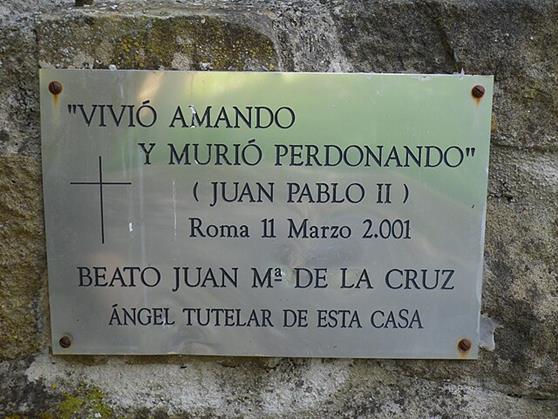 "VIVIÓ AMANDO
Y MURIÓ PERDONANDO"
( JUAN PABLO II )
Roma 11 Marzo 2.001
BEATO JUAN Mª DE LA CRUZ
ÁNGEL TUTELAR DE ESTA CASA